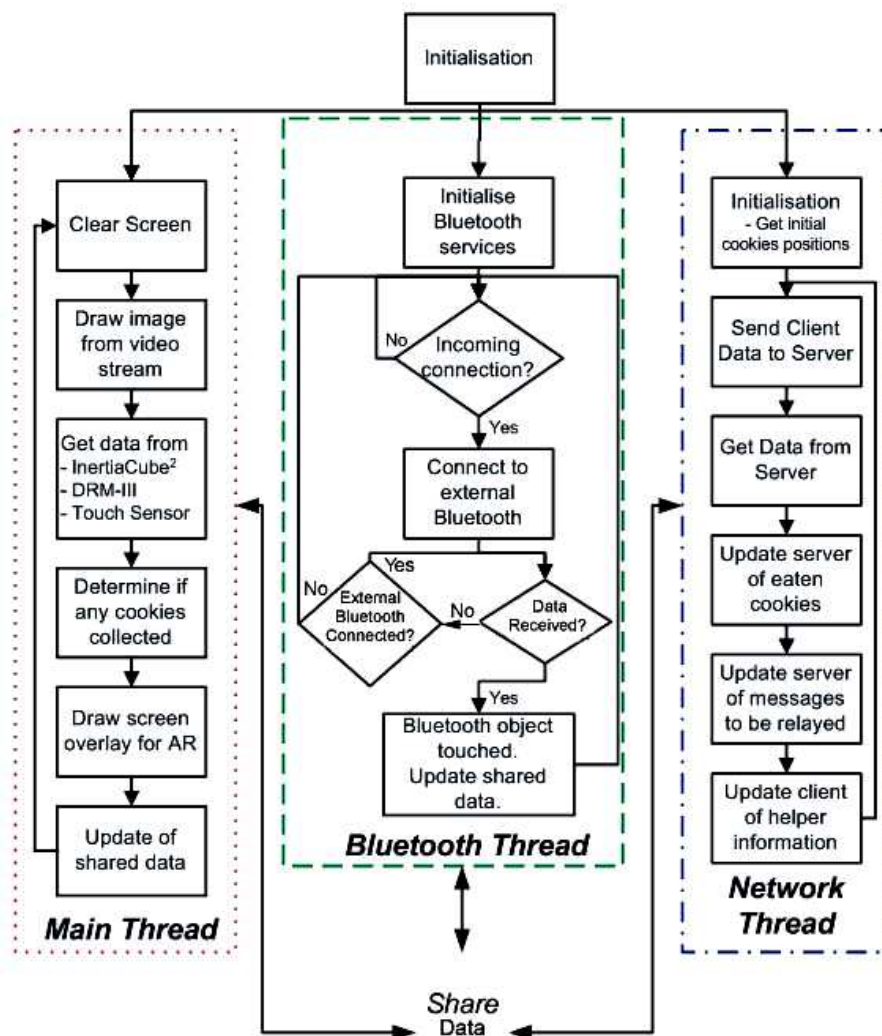 Initialisation
Clear Screen
Draw image
from video
stream
Get data from
- InertiaCube²
- DRM-III
- Touch Sensor
Determine if
any cookies
collected
Draw screen
overlay for AR
Update of
shared data
Main Thread
Initialise
Bluetooth
services
No
Incoming
connection?
Yes
Connect to
external
Bluetooth
Yes
No
External
Bluetooth
Connected?
No
Data
Received?
Yes
Bluetooth object
touched.
Update shared
data.
Bluetooth Thread
Initialisation
- Get initial
cookies positions
Send Client
Data to Server
Get Data from
Server
Update server
of eaten
cookies
Update server
of messages
to be relayed
Update client
of helper
information
Network
Thread
Share
Data